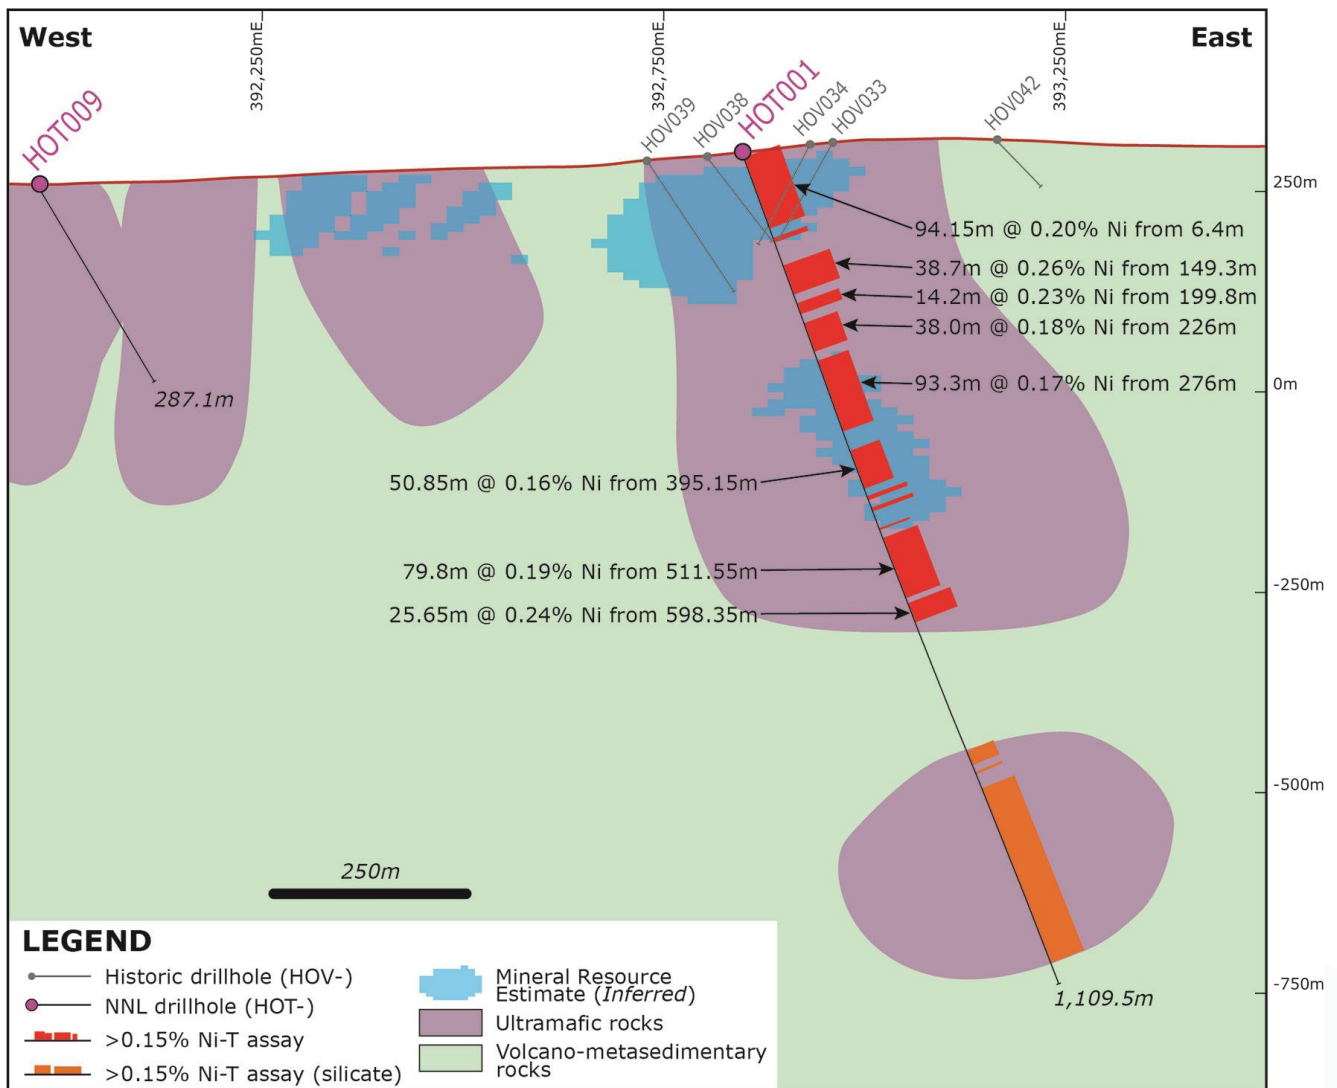 West
East
392,250mE
392,750mE
393,250mE
HOT009
HOV039
HOV038
HOT001
HOV034
HOV033
HOV042
250m
94.15m @ 0.20% Ni from 6.4m
38.7m @ 0.26% Ni from 149.3m
14.2m @ 0.23% Ni from 199.8m
38.0m @ 0.18% Ni from 226m
93.3m @ 0.17% Ni from 276m
0m
287.1m
50.85m @ 0.16% Ni from 395.15m
79.8m @ 0.19% Ni from 511.55m
-250m
25.65m @ 0.24% Ni from 598.35m
-500m
250m
-750m
1,109.5m
LEGEND
Historic drillhole (HOV-)
NNL drillhole (HOT-)
>0.15% Ni-T assay
>0.15% Ni-T assay (silicate)
Mineral Resource
Estimate (Inferred)
Ultramafic rocks
Volcano-metasedimentary
rocks